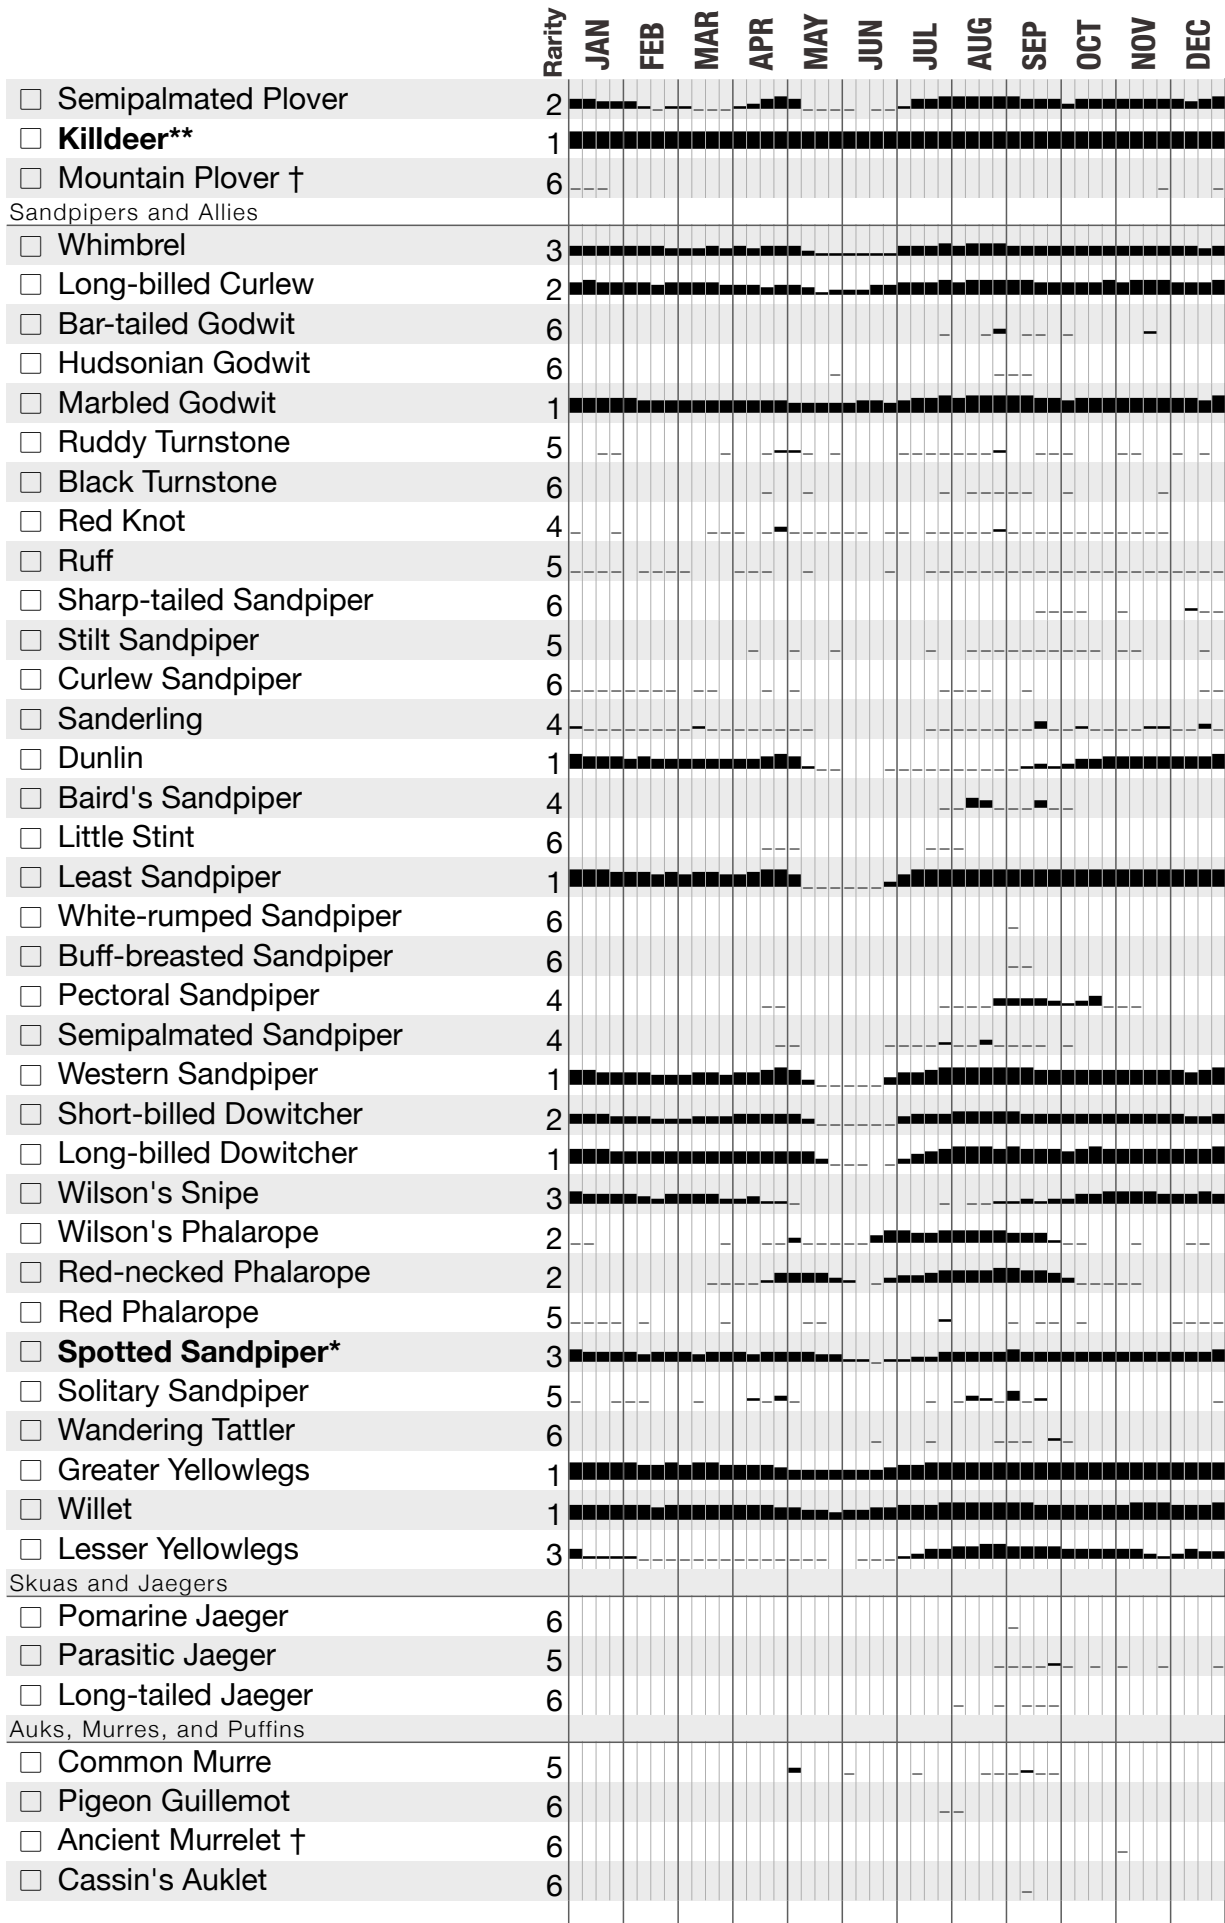 Rarity JAN FEB MAR APR MAY JUN JUL AUG SEP OCT NOV DEC
Semipalmated Plover 2
Killdeer** 1
Mountain Plover † 6
Sandpipers and Allies
Whimbrel 3
Long-billed Curlew 2
Bar-tailed Godwit 6
Hudsonian Godwit 6
Marbled Godwit 1
Ruddy Turnstone 5
Black Turnstone 6
Red Knot 4
Ruff 5
Sharp-tailed Sandpiper 6
Stilt Sandpiper 5
Curlew Sandpiper 6
Sanderling 4
Dunlin 1
Baird's Sandpiper 4
Little Stint 6
Least Sandpiper 1
White-rumped Sandpiper 6
Buff-breasted Sandpiper 6
Pectoral Sandpiper 4
Semipalmated Sandpiper 4
Western Sandpiper 1
Short-billed Dowitcher 2
Long-billed Dowitcher 1
Wilson's Snipe 3
Wilson's Phalarope 2
Red-necked Phalarope 2
Red Phalarope 5
Spotted Sandpiper* 3
Solitary Sandpiper 5
Wandering Tattler 6
Greater Yellowlegs 1
Willet 1
Lesser Yellowlegs 3
Skuas and Jaegers
Pomarine Jaeger 6
Parasitic Jaeger 5
Long-tailed Jaeger 6
Auks, Murres, and Puffins
Common Murre 5
Pigeon Guillemot 6
Ancient Murrelet † 6
Cassin's Auklet 6